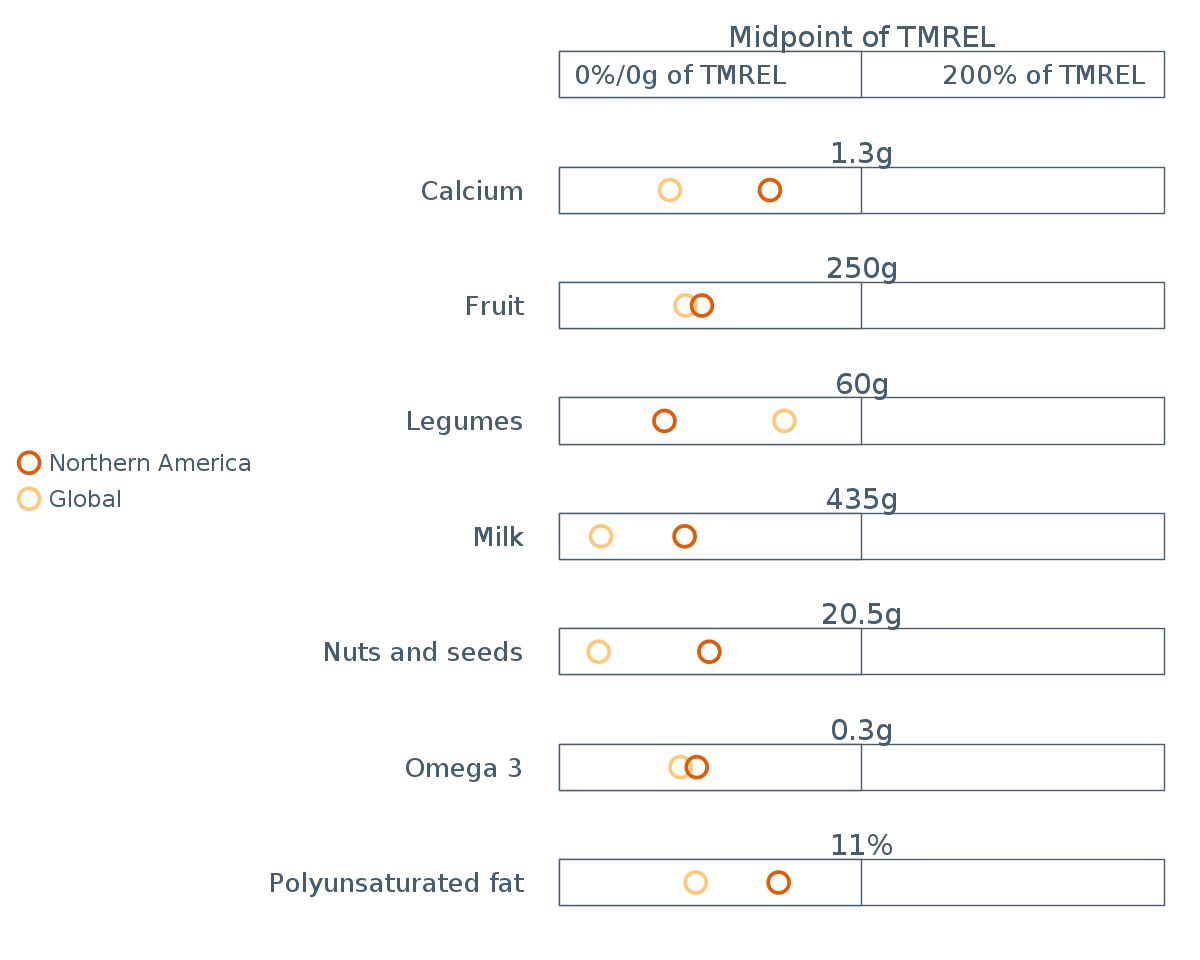 Midpoint of TMREL
0%/0g of TMREL
200% of TMREL
1.3g
Calcium
250g
Fruit
60g
Legumes
Northern America
Global
435g
Milk
20.5g
Nuts and seeds
0.3g
Omega 3
11%
Polyunsaturated fat